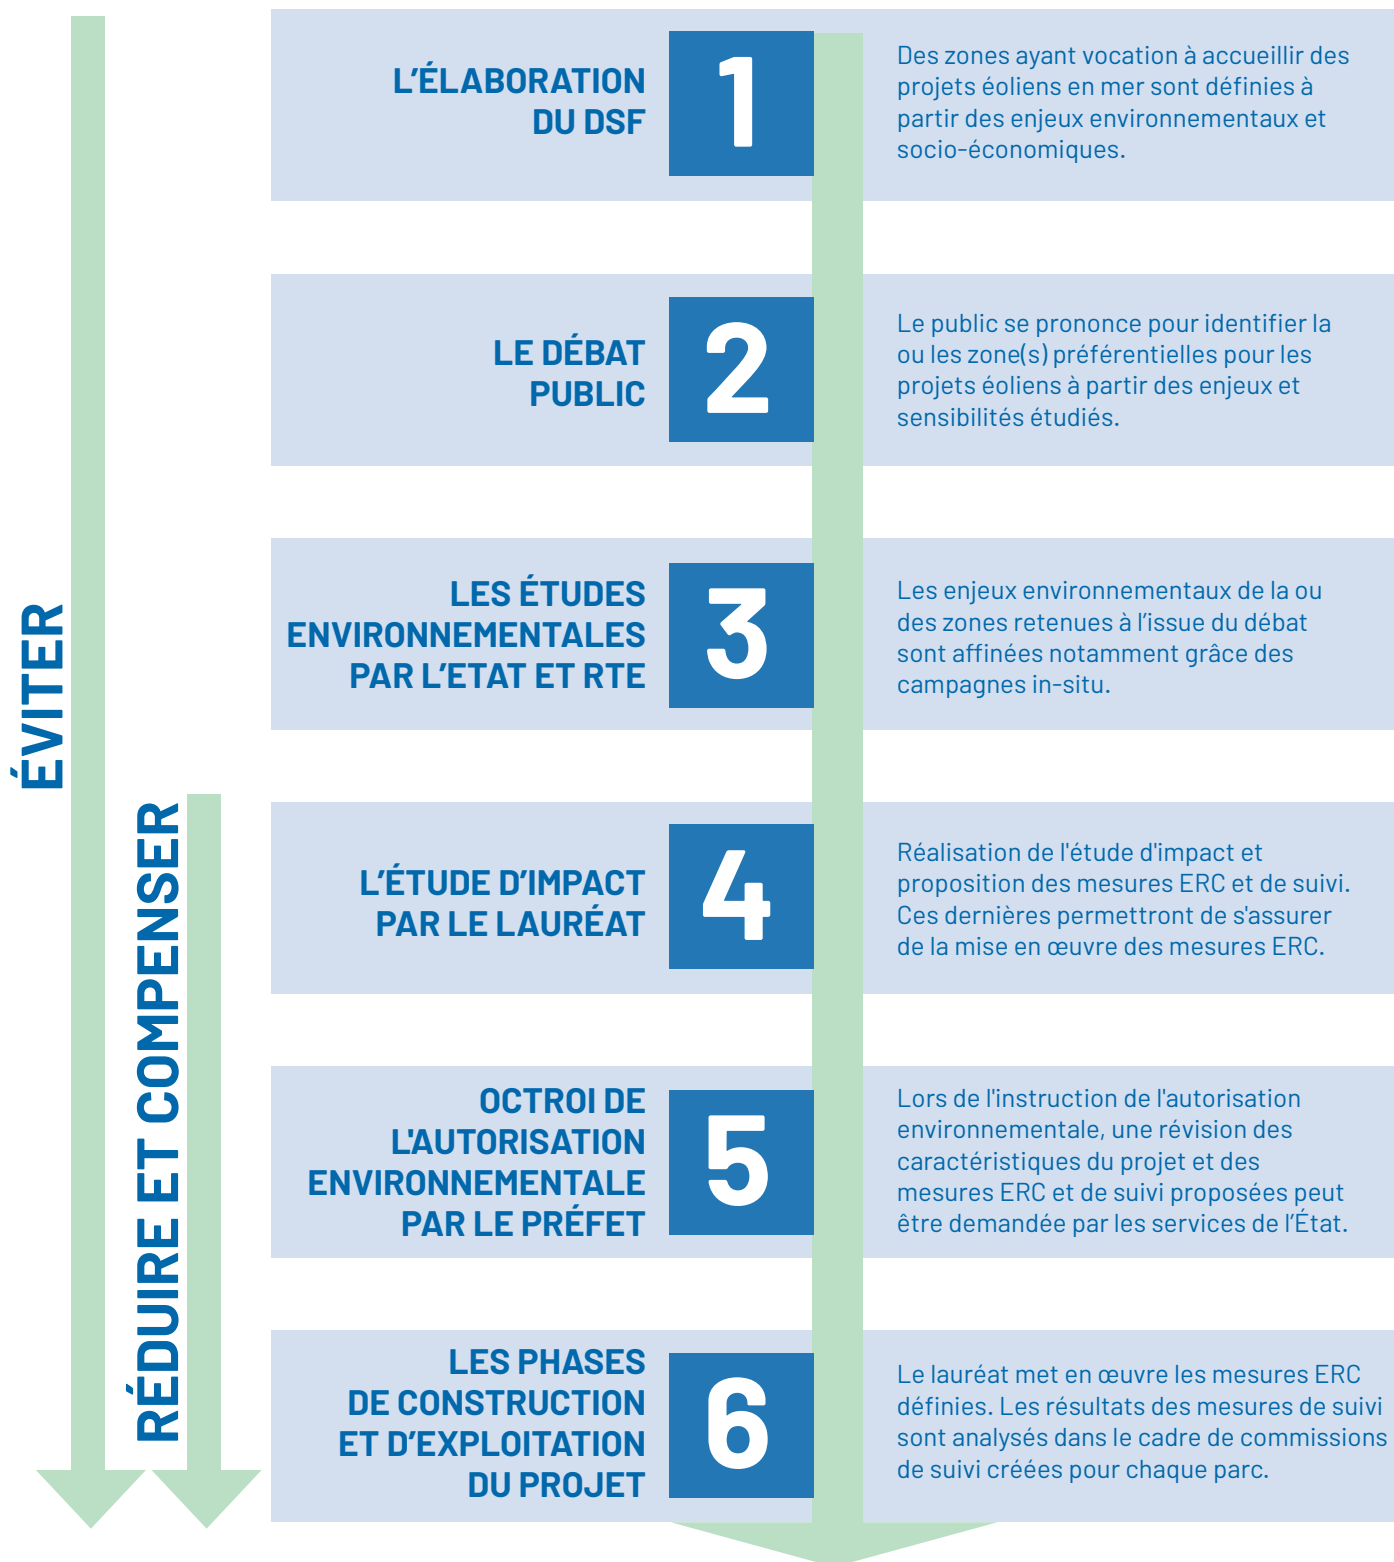 ÉVITER
RÉDUIRE ET COMPENSER
L’ÉLABORATION
DU DSF
1
Des zones ayant vocation à accueillir des
projets éoliens en mer sont définies à
partir des enjeux environnementaux et
socio-économiques.
LE DÉBAT
PUBLIC
2
Le public se prononce pour identifier la
ou les zone(s) préférentielles pour les
projets éoliens à partir des enjeux et
sensibilités étudiés.
LES ÉTUDES
ENVIRONNEMENTALES
PAR L’ETAT ET RTE
3
Les enjeux environnementaux de la ou
des zones retenues à l’issue du débat
sont affinées notamment grâce des
campagnes in-situ.
L’ÉTUDE D’IMPACT
PAR LE LAURÉAT
4
Réalisation de l'étude d'impact et
proposition des mesures ERC et de suivi.
Ces dernières permettront de s'assurer
de la mise en œuvre des mesures ERC.
OCTROI DE
L'AUTORISATION
ENVIRONNEMENTALE
PAR LE PRÉFET
5
Lors de l'instruction de l'autorisation
environnementale, une révision des
caractéristiques du projet et des
mesures ERC et de suivi proposées peut
être demandée par les services de l’État.
LES PHASES
DE CONSTRUCTION
ET D’EXPLOITATION
DU PROJET
6
Le lauréat met en œuvre les mesures ERC
définies. Les résultats des mesures de suivi
sont analysés dans le cadre de commissions
de suivi créées pour chaque parc.